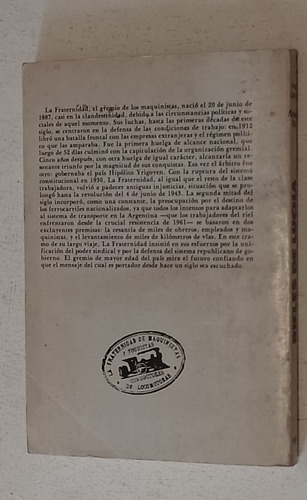 La Fraternidad, el gremio de los maquinistas, nació el 20 de junio de
1887, casi en la clandestinidad, debido a las circunstancias políticas y so-
ciales de aquel momento. Sus luchas, hasta las primeras décadas de este
siglo, se centraron en la defensa de las condiciones de trabajo; en 1912
libró una batalla frontal con las empresas extranjeras y el régimen políti-
co que las amparaba. Fue la primera huelga de alcance nacional, que
luego de 52 días culminó con la capitulación de la organización gremial.
Cinco años después, con otra huelga de igual carácter, alcanzaría un re-
sonante triunfo por la magnitud de sus conquistas. Esa vez el árbitro fue
otro: gobernaba el país Hipólito Yrigoyen. Con la ruptura del sistema
constitucional en 1930, La Fraternidad, al igual que el resto de la clase
trabajadora, volvió a padecer antiguas injusticias, situación que se pro-
longó hasta la revolución del 4 de junio de 1943. La segunda mitad del
siglo incorporó, como una constante, la preocupación por el destino de
los ferrocarriles nacionalizados, ya que todos los intentos para adaptarlos
al sistema de transporte en la Argentina —que los trabajadores del riel
enfrentaron desde la crucial resistencia de 1961— se basaron en dos
excluyentes premisas: la cesantía de miles de obreros, empleados y ma-
quinistas, y el levantamiento de miles de kilómetros de vías. En este tra-
mo de su largo viaje, La Fraternidad insistió en sus esfuerzos por la uni-
ficación del poder sindical y por la defensa del sistema republicano de go-
bierno. El gremio de mayor edad del país mira el futuro confiando en
que el mensaje del cual es portador desde hace un siglo sea escuchado.
LA FRATERNIDAD DE MAQUINISTAS
Y FOGUISTAS
CONDUCTORES
DE LOCOMOTORAS